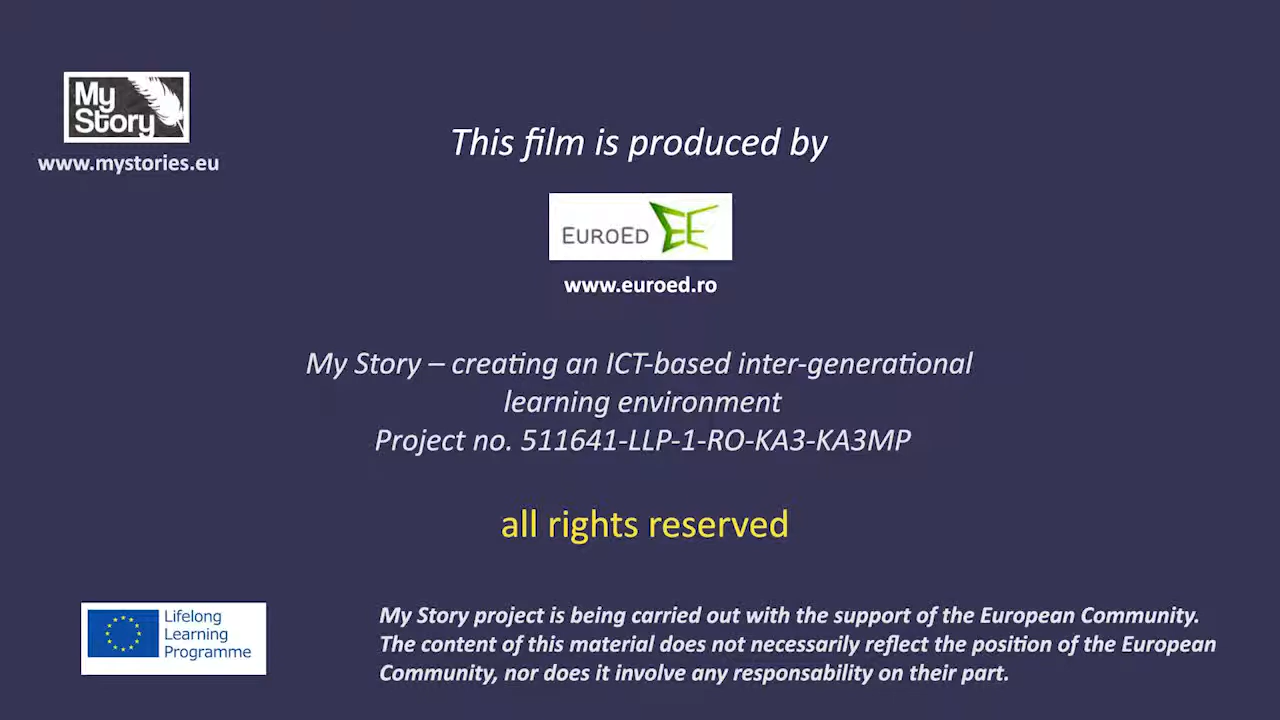 My
Story
www.mystories.eu
This film is produced by
EUROED
www.euroed.ro
My Story – creating an ICT-based inter-generational
learning environment
Project no. 511641-LLP-1-RO-KA3-KA3MP
all rights reserved
Lifelong
Learning
Programme
My Story project is being carried out with the support of the European Community.
The content of this material does not necessarily reflect the position of the European
Community, nor does it involve any responsability on their part.